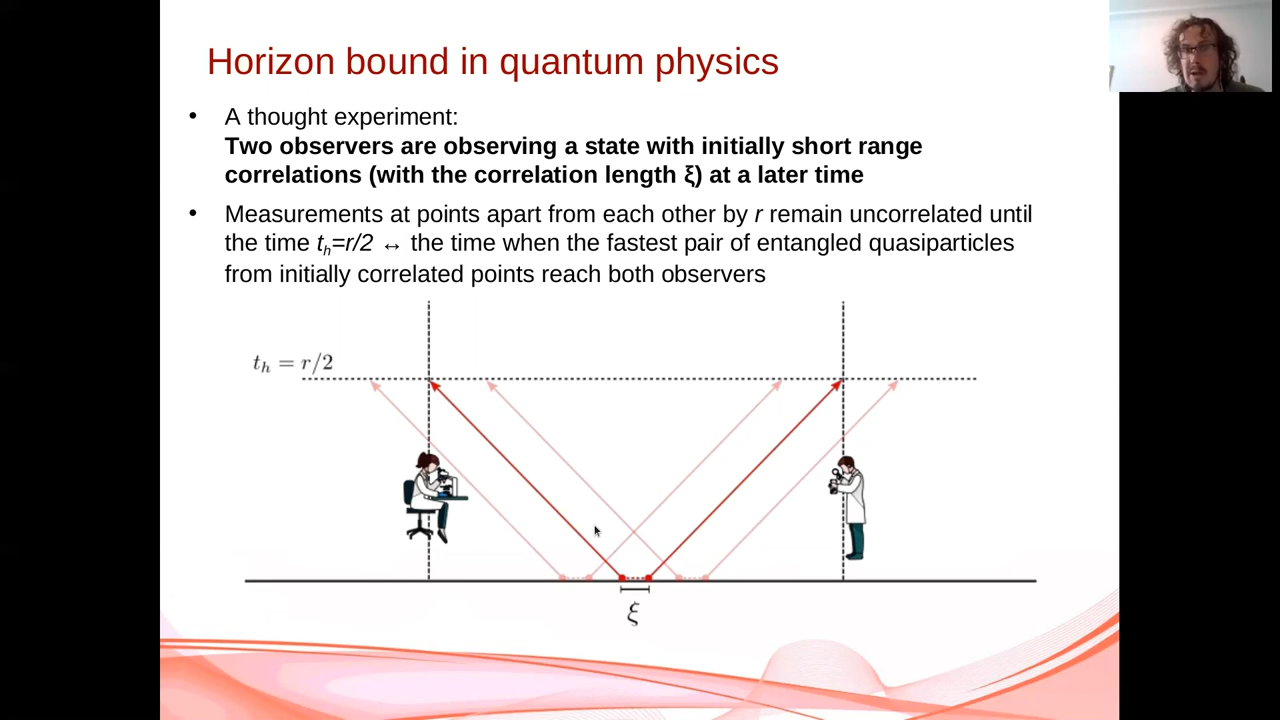 Horizon bound in quantum physics
• A thought experiment:
Two observers are observing a state with initially short range
correlations (with the correlation length ξ) at a later time
• Measurements at points apart from each other by r remain uncorrelated until
the time th=r/2 ↔ the time when the fastest pair of entangled quasiparticles
from initially correlated points reach both observers
th = r/2
ξ